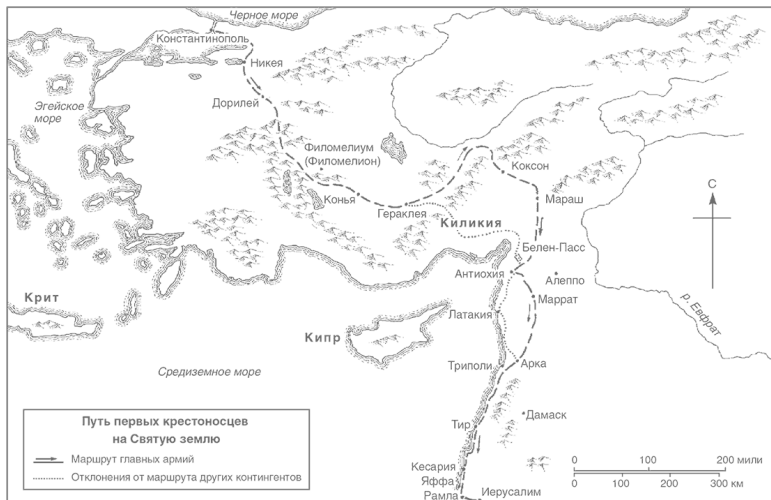 Черное море
Константинополь
Никея
Эгейское
море
Дорилей
Филомелиум
(Филомелион)
Коксон
Конья
Гераклея
Мараш
С
Киликия
Белен-Пасс
Антиохия
Алеппо
Маррат
Крит
Латакия
р. Евфрат
Кипр
Средиземное море
Триполи
Арка
Путь первых крестоносцев
на Святую землю
Маршрут главных армий
Отклонения от маршрута других контингентов
Дамаск
Тир
Кесария
Яффа
Рамла
Иерусалим
0 100 200 мили
0 100 200 300 км